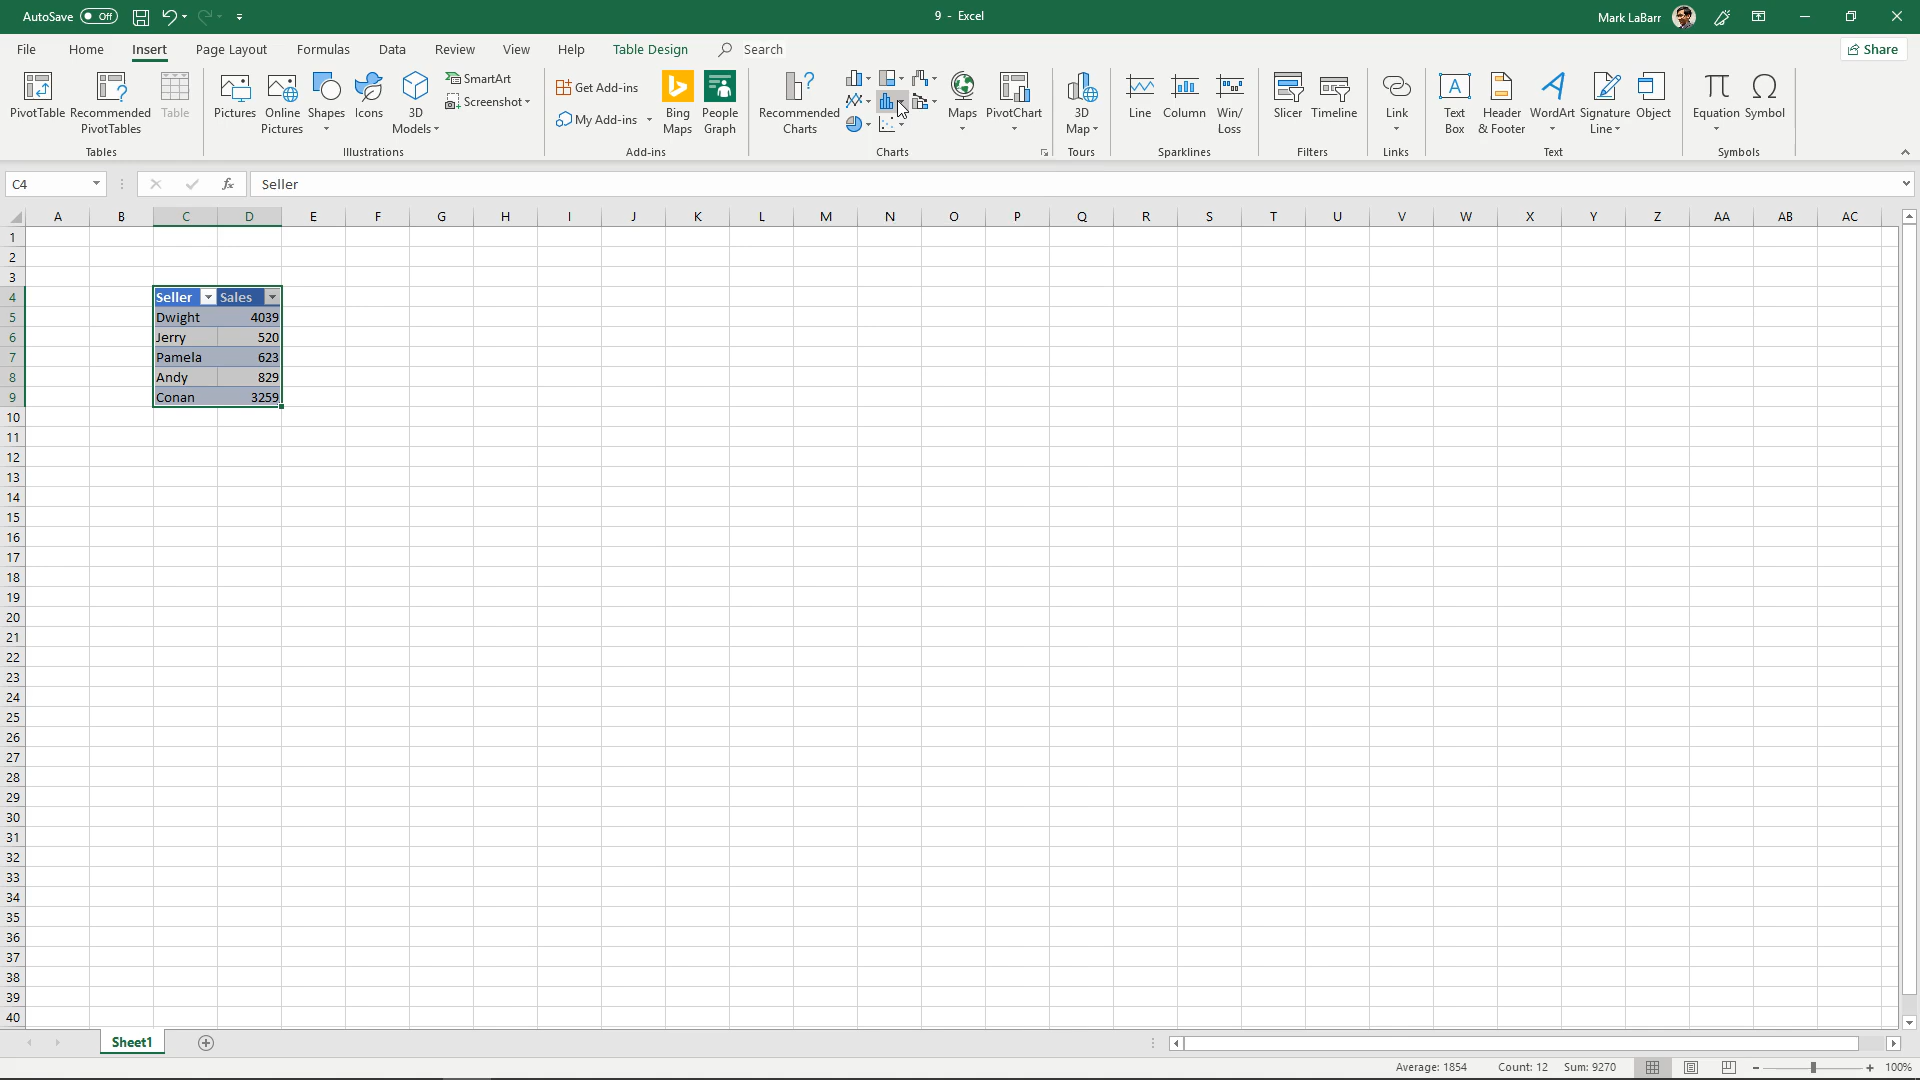 AutoSave Off 9 - Excel Mark LaBarr
File Home Insert Page Layout Formulas Data Review View Help Table Design Search Share
PivotTable Recommended PivotTables Table
Tables
Pictures Online Pictures Shapes Icons 3D Models SmartArt Screenshot
Illustrations
Get Add-ins My Add-ins Bing Maps People Graph
Add-ins
Recommended Charts Maps PivotChart
Charts
3D Map
Tours
Line Column Win/Loss
Sparklines
Slicer Timeline
Filters
Link
Links
Text Box Header & Footer WordArt Signature Line Object
Text
Equation Symbol
Symbols
C4 fx Seller
A B C D E F G H I J K L M N O P Q R S T U V W X Y Z AA AB AC
1
2
3
4 Seller Sales
5 Dwight 4039
6 Jerry 520
7 Pamela 623
8 Andy 829
9 Conan 3259
10
11
12
13
14
15
16
17
18
19
20
21
22
23
24
25
26
27
28
29
30
31
32
33
34
35
36
37
38
39
40
Sheet1
Average: 1854 Count: 12 Sum: 9270 100%